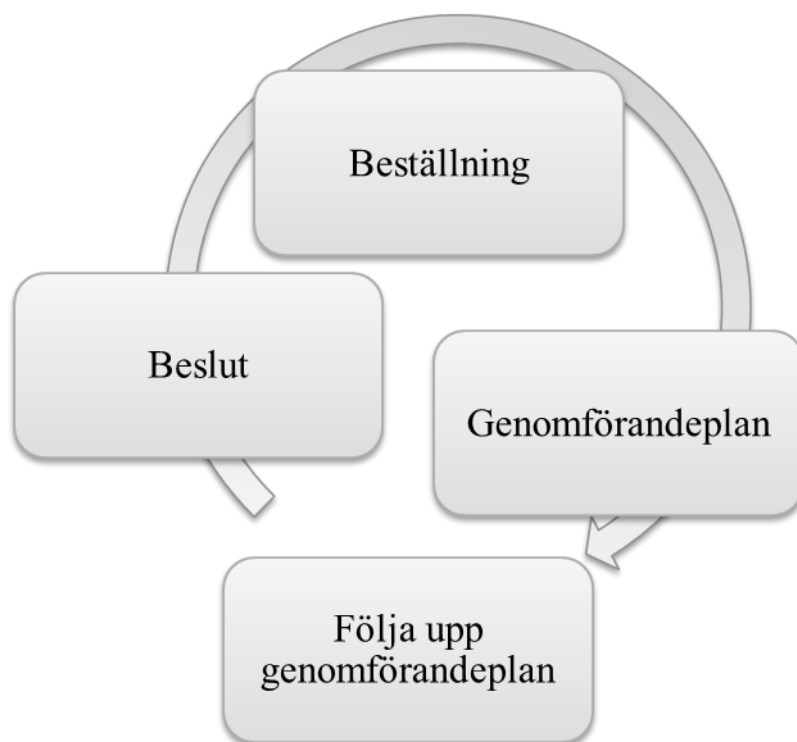 Beställning
Beslut
Genomförandeplan
Följa upp
genomförandeplan